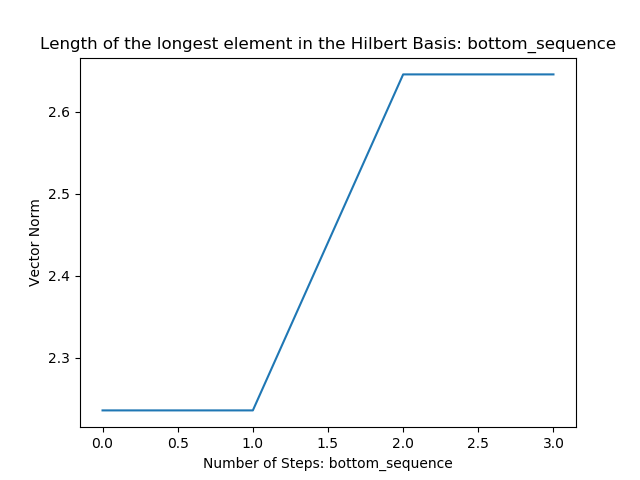 Length of the longest element in the Hilbert Basis: bottom_sequence
Vector Norm
2.6
2.5
2.4
2.3
0.0 0.5 1.0 1.5 2.0 2.5 3.0
Number of Steps: bottom_sequence